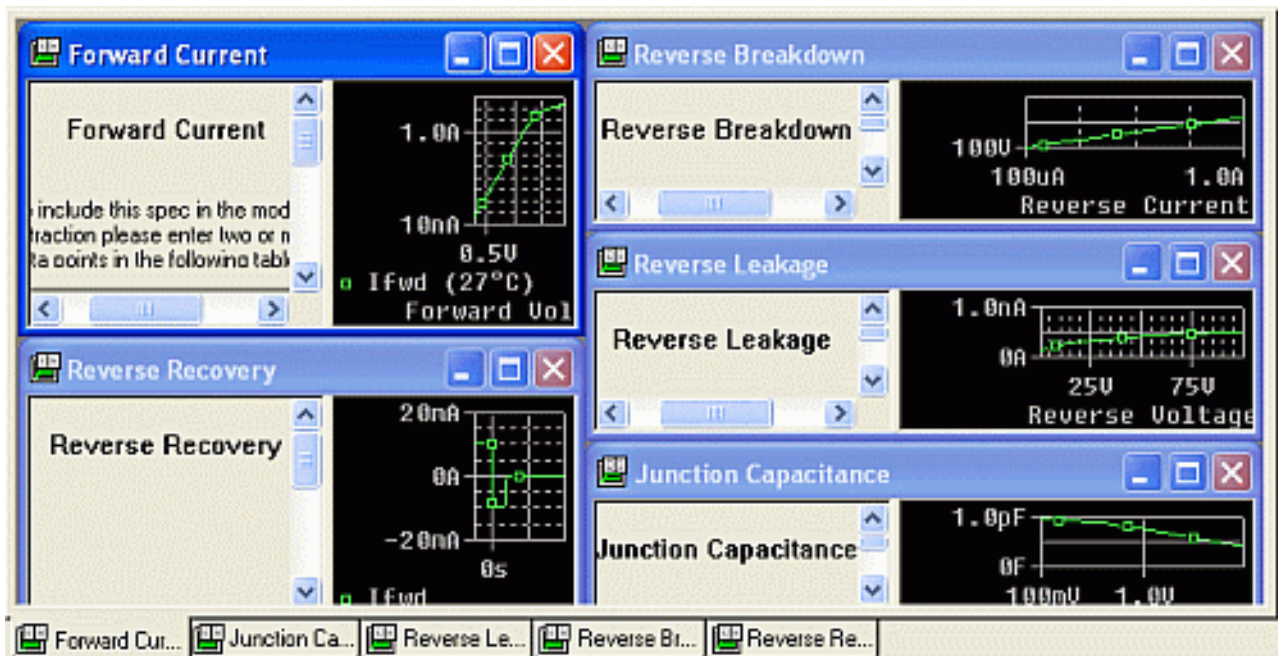 Forward Current
Forward Current
include this spec in the mod
traction please enter two or
points in the following
1.0A
10nA
0.5V
Ifwd (27°C)
Forward Vol
Reverse Recovery
Reverse Recovery
20mA
0A
-20mA
0s
Ifwd
Reverse Breakdown
Reverse Breakdown
100V
100uA 1.0A
Reverse Current
Reverse Leakage
Reverse Leakage
1.0nA
0A
25V 75V
Reverse Voltage
Junction Capacitance
Junction Capacitance
1.0pF
0F
100mV 1.0V
Forward Cur... Junction Ca... Reverse Le... Reverse Br... Reverse Re...